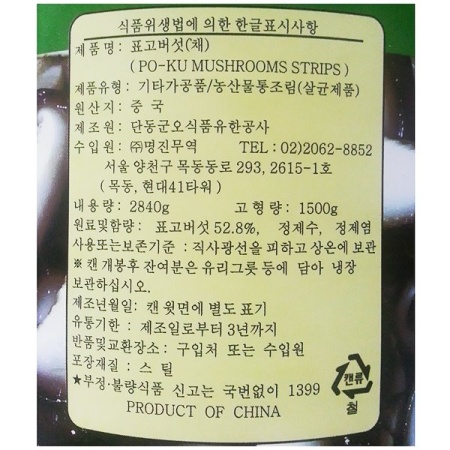 식품위생법에 의한 한글표시사항
제품명 : 표고버섯(채)
( PO-KU MUSHROOMS STRIPS )
제품유형 : 기타가공품/농산물통조림(살균제품)
원산지 : 중 국
제조원 : 단동군오식품유한공사
수입원 : ㈜명진무역 TEL : 02)2062-8852
서울 양천구 목동동로 293, 2615-1호
( 목동, 현대41타워 )
내용량 : 2840g 고형량 : 1500g
원료및함량 : 표고버섯 52.8%, 정제수, 정제염
사용또는보존기준 : 직사광선을 피하고 상온에 보관
※ 캔 개봉후 잔여분은 유리그릇 등에 담아 냉장
보관하십시오.
제조년월일 : 캔 윗면에 별도 표기
유통기한 : 제조일로부터 3년까지
반품및교환장소 : 구입처 또는 수입원
포장재질 : 스 틸
★부정·불량식품 신고는 국번없이 1399
PRODUCT OF CHINA
캔류
철